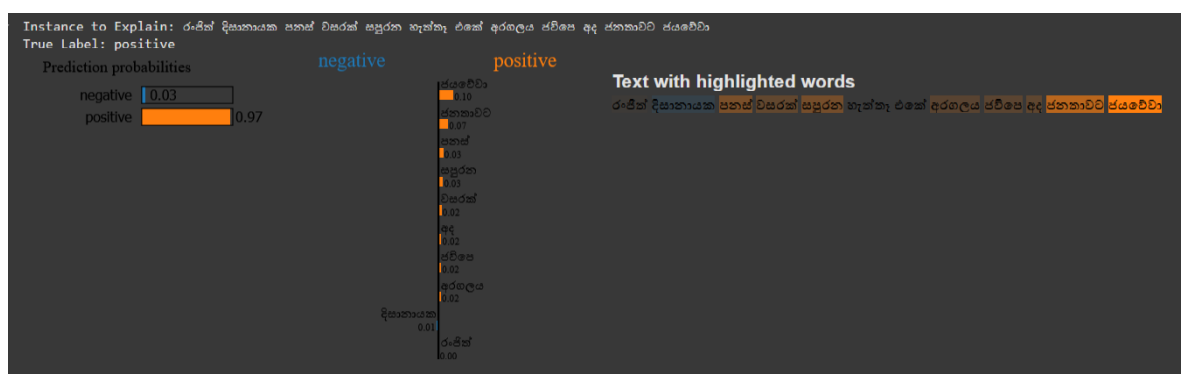 Instance to Explain: රංජිත් දිසානායක පනස් වසරක් සපුරන හැත්තෑ එකේ අරගලය ජවිපෙ අද ජනතාවට ජයවේවා
True Label: positive
Prediction probabilities
negative 0.03
positive 0.97
negative positive
ජයවේවා
0.10
ජනතාවට
0.07
පනස්
0.03
සපුරන
0.03
වසරක්
0.02
අද
0.02
ජවිපෙ
0.02
අරගලය
0.02
දිසානායක
0.01
රංජිත්
0.00
Text with highlighted words
රංජිත් දිසානායක පනස් වසරක් සපුරන හැත්තෑ එකේ අරගලය ජවිපෙ අද ජනතාවට ජයවේවා